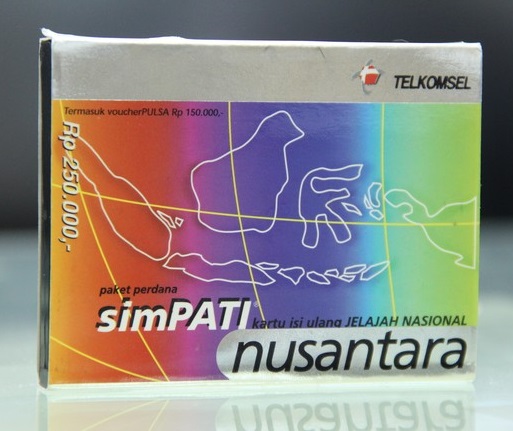 TELKOMSEL
Termasuk voucherPULSA Rp 150.000,-
Rp 250.000,-
paket perdana
simPATI
kartu isi ulang JELAJAH NASIONAL
nusantara